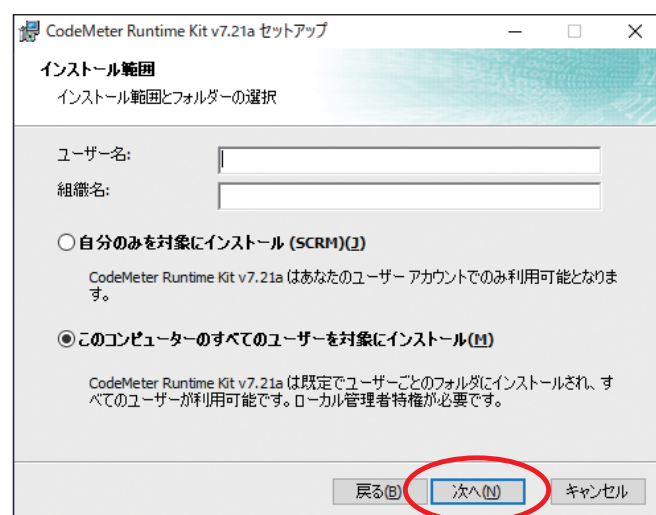 CodeMeter Runtime Kit v7.21a セットアップ
インストール範囲
インストール範囲とフォルダーの選択
ユーザー名:
組織名:
自分のみを対象にインストール (SCRM)(J)
CodeMeter Runtime Kit v7.21a はあなたのユーザー アカウントでのみ利用可能となりま
す。
このコンピューターのすべてのユーザーを対象にインストール(M)
CodeMeter Runtime Kit v7.21a は既定でユーザーごとのフォルダにインストールされ、す
べてのユーザーが利用可能です。ローカル管理者特権が必要です。
戻る(B) 次へ(N) キャンセル